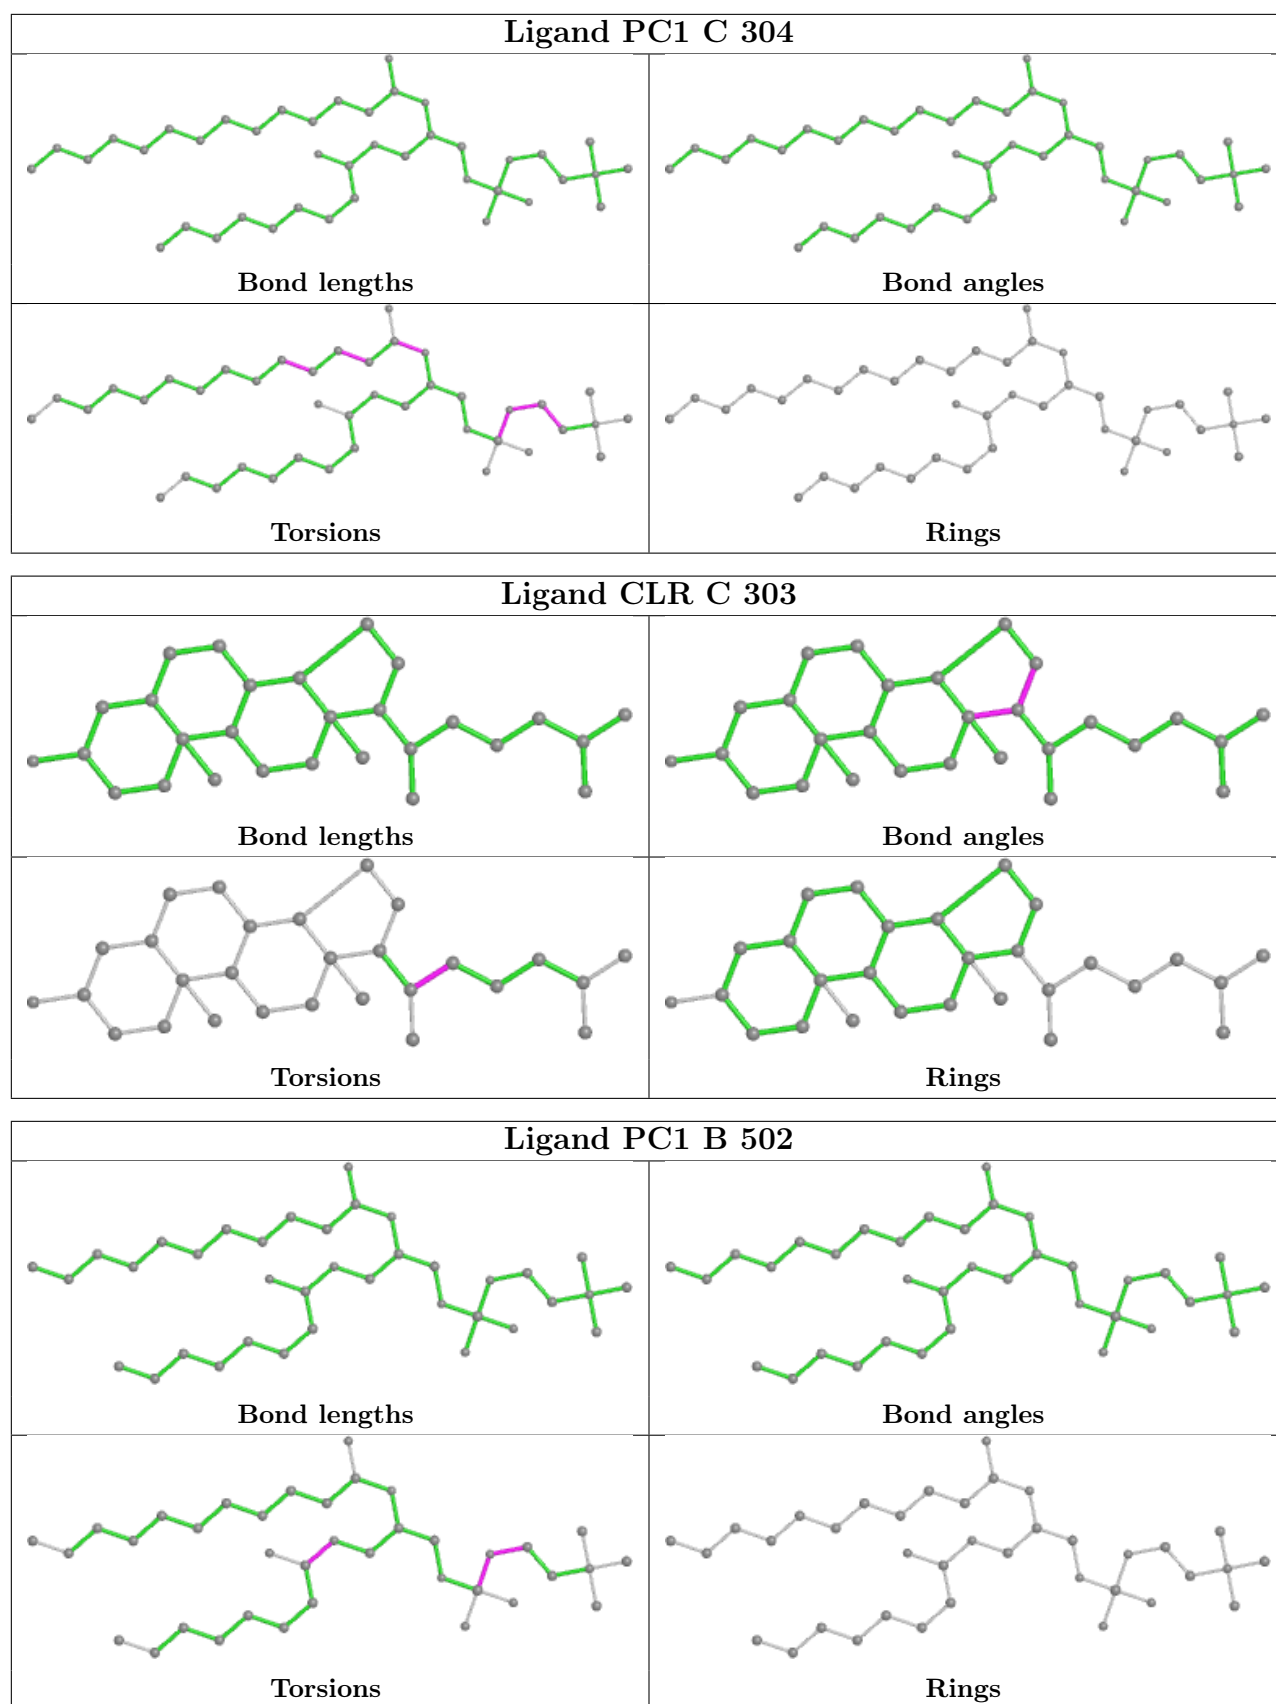 Ligand PC1 C 304
Bond lengths
Bond angles
Torsions
Rings
Ligand CLR C 303
Bond lengths
Bond angles
Torsions
Rings
Ligand PC1 B 502
Bond lengths
Bond angles
Torsions
Rings